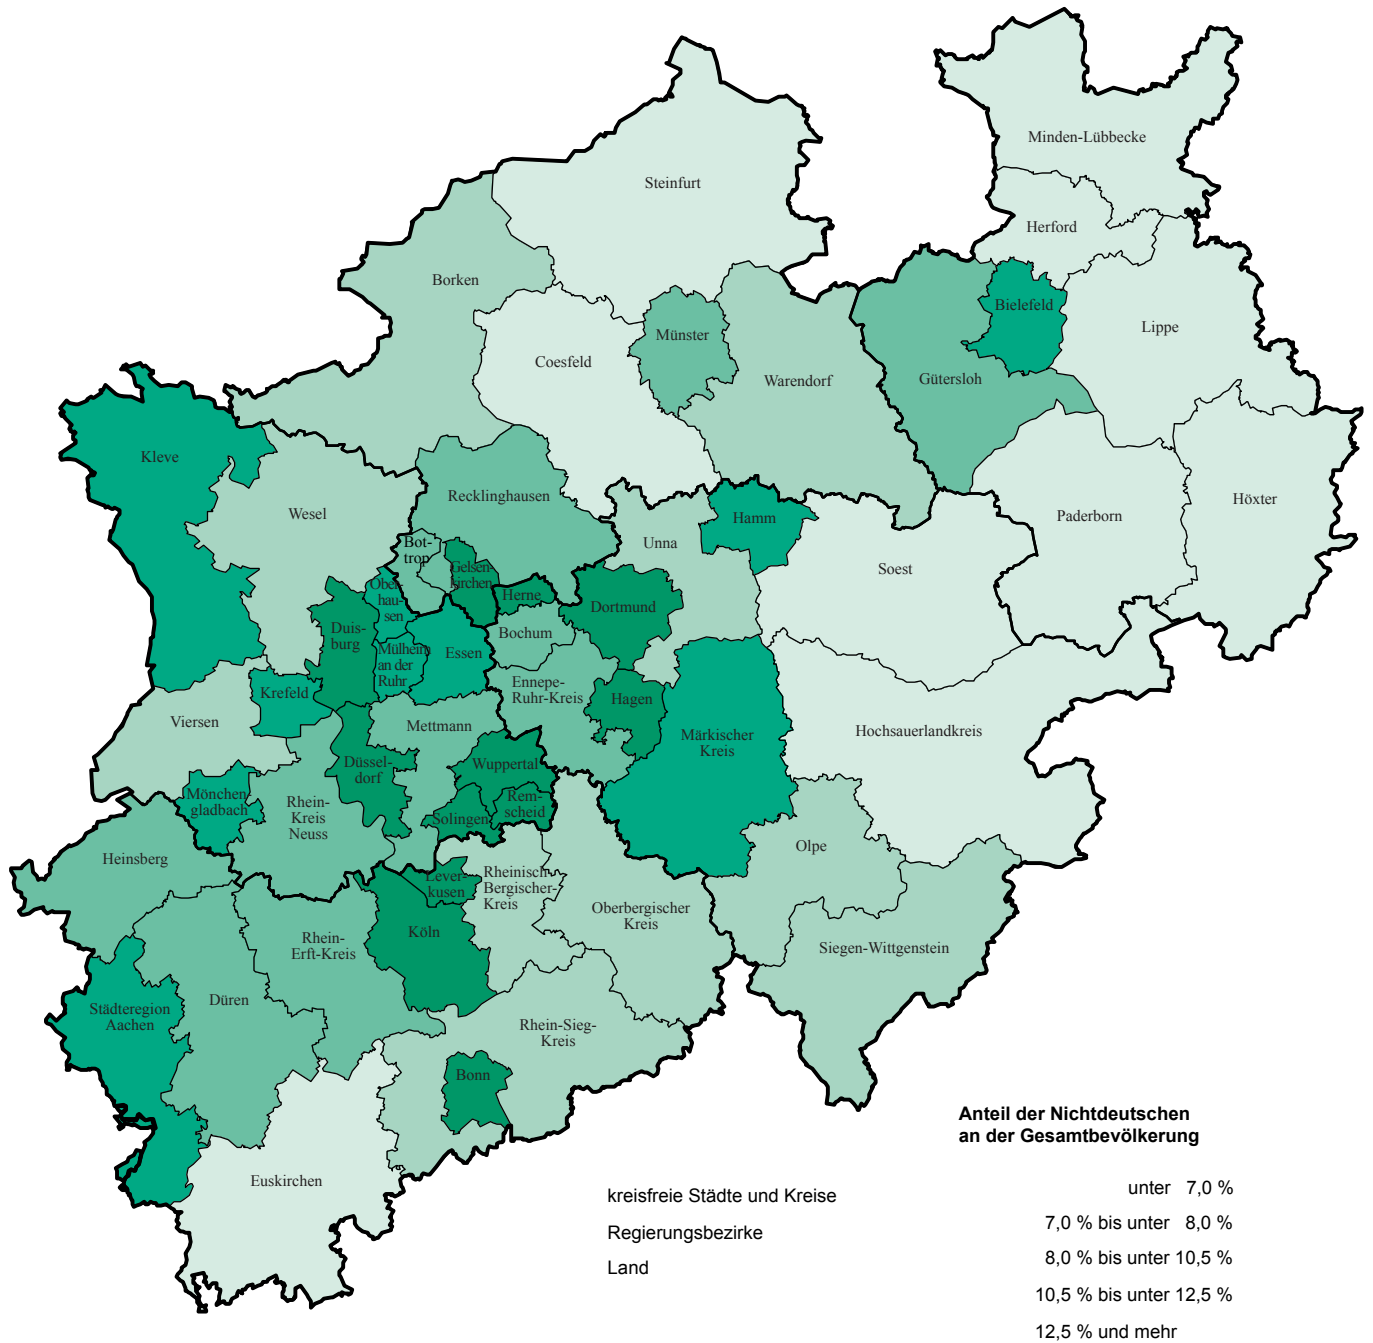 Minden-Lübbecke
Steinfurt
Herford
Borken
Bielefeld
Lippe
Münster
Coesfeld
Warendorf
Gütersloh
Kleve
Recklinghausen
Höxter
Wesel
Hamm
Paderborn
Unna
Bot-
trop
Soest
Gelsen-
kirchen
Ober-
hau-
sen
Herne
Dortmund
Duis-
burg
Bochum
Mülheim
an der
Ruhr
Essen
Ennepe-
Ruhr-Kreis
Hagen
Krefeld
Viersen
Mettmann
Märkischer
Kreis
Hochsauerlandkreis
Düssel-
dorf
Wuppertal
Mönchen-
gladbach
Rhein-
Kreis
Neuss
Rem-
scheid
Solingen
Heinsberg
Olpe
Lever-
kusen
Rheinisch-
Bergischer-
Kreis
Oberbergischer
Kreis
Köln
Rhein-
Erft-Kreis
Siegen-Wittgenstein
Düren
Städteregion
Aachen
Rhein-Sieg-
Kreis
Bonn
Euskirchen
Anteil der Nichtdeutschen
an der Gesamtbevölkerung
unter 7,0 %
7,0 % bis unter 8,0 %
8,0 % bis unter 10,5 %
10,5 % bis unter 12,5 %
12,5 % und mehr
kreisfreie Städte und Kreise
Regierungsbezirke
Land